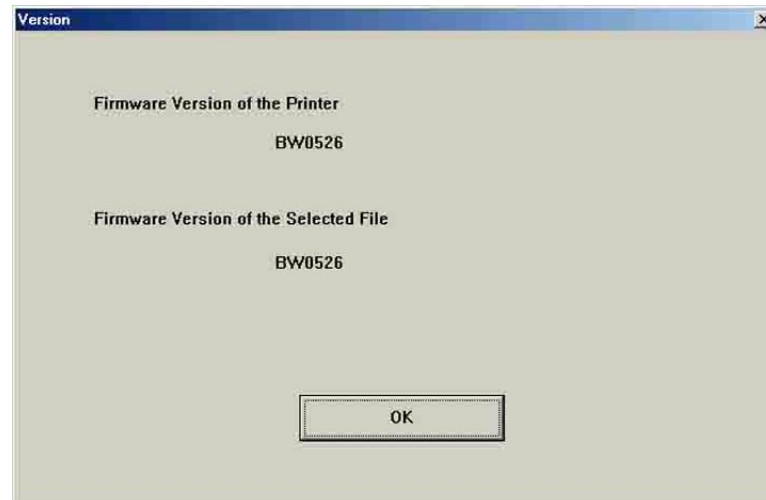 Version
Firmware Version of the Printer
BW0526
Firmware Version of the Selected File
BW0526
OK